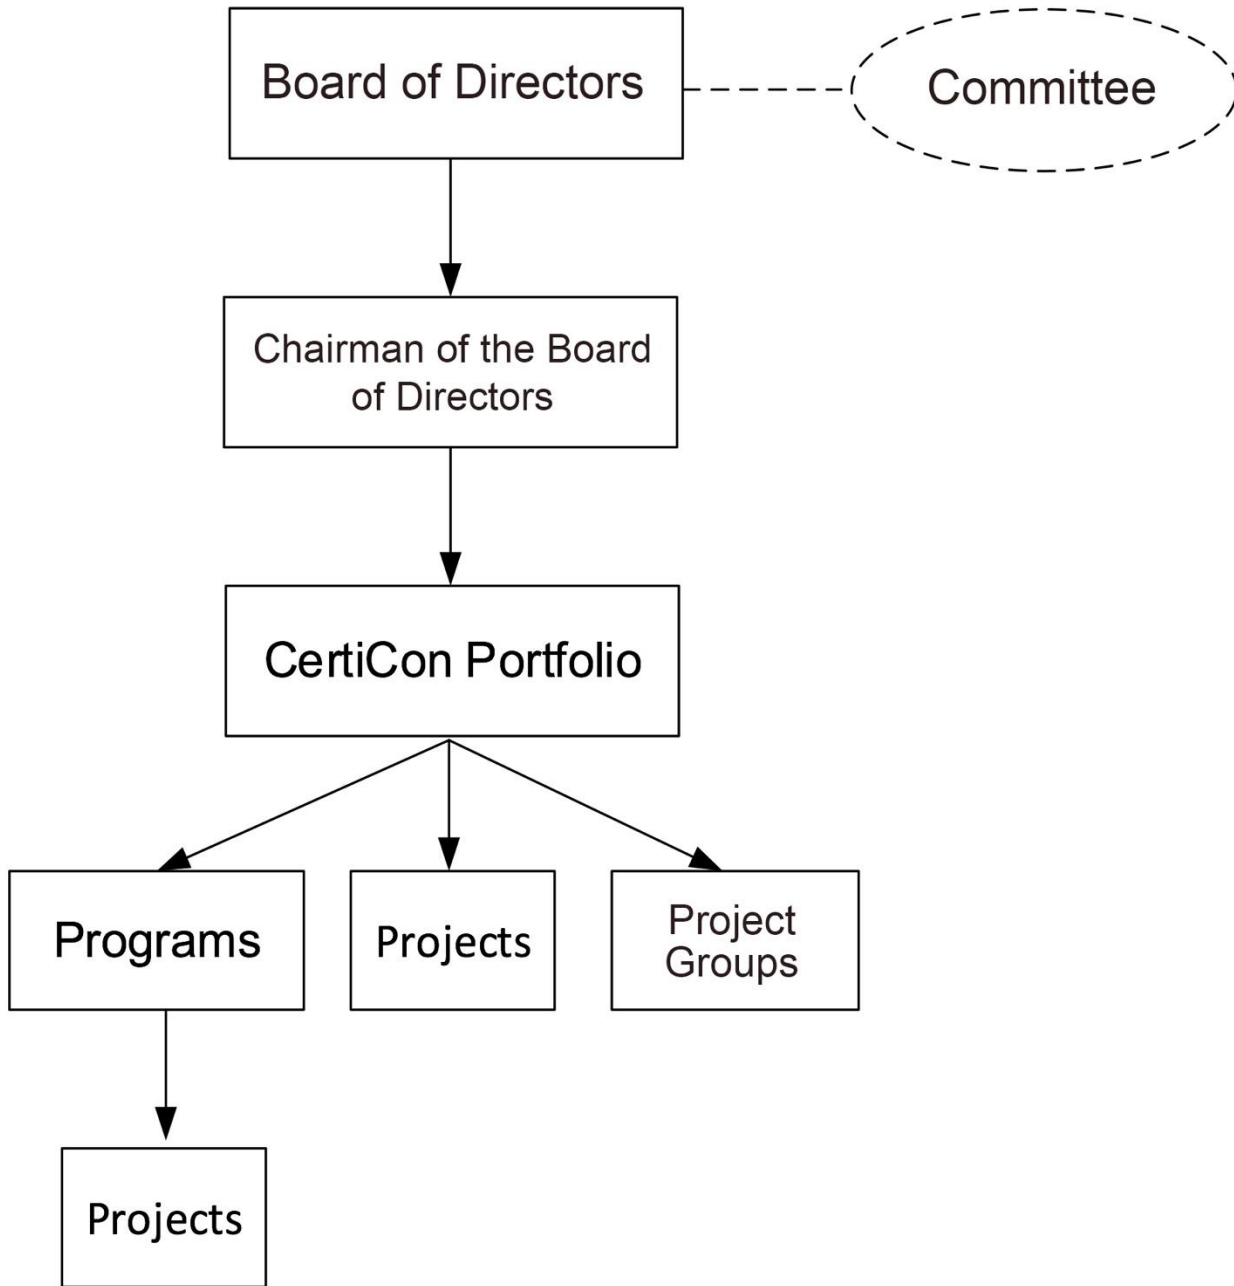 Board of Directors
Committee
Chairman of the Board
of Directors
CertiCon Portfolio
Programs
Projects
Project
Groups
Projects